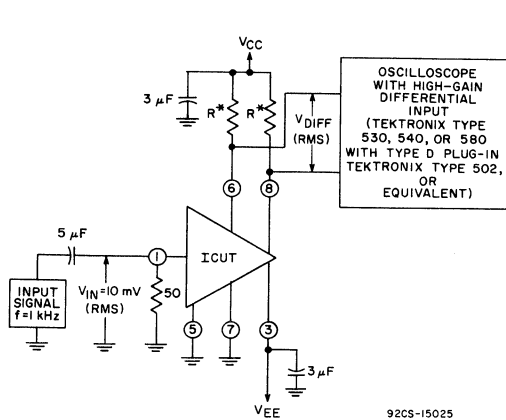 VCC
3 µF
R*
R*
VDIFF
(RMS)
OSCILLOSCOPE
WITH HIGH-GAIN
DIFFERENTIAL
INPUT
(TEKTRONIX TYPE
530, 540, OR 580
WITH TYPE D PLUG-IN
TEKTRONIX TYPE 502,
OR
EQUIVALENT)
6
8
5 µF
1
ICUT
INPUT
SIGNAL
f=1 kHz
VIN=10 mV
(RMS)
50
5
7
3
3 µF
VEE
92CS-15025